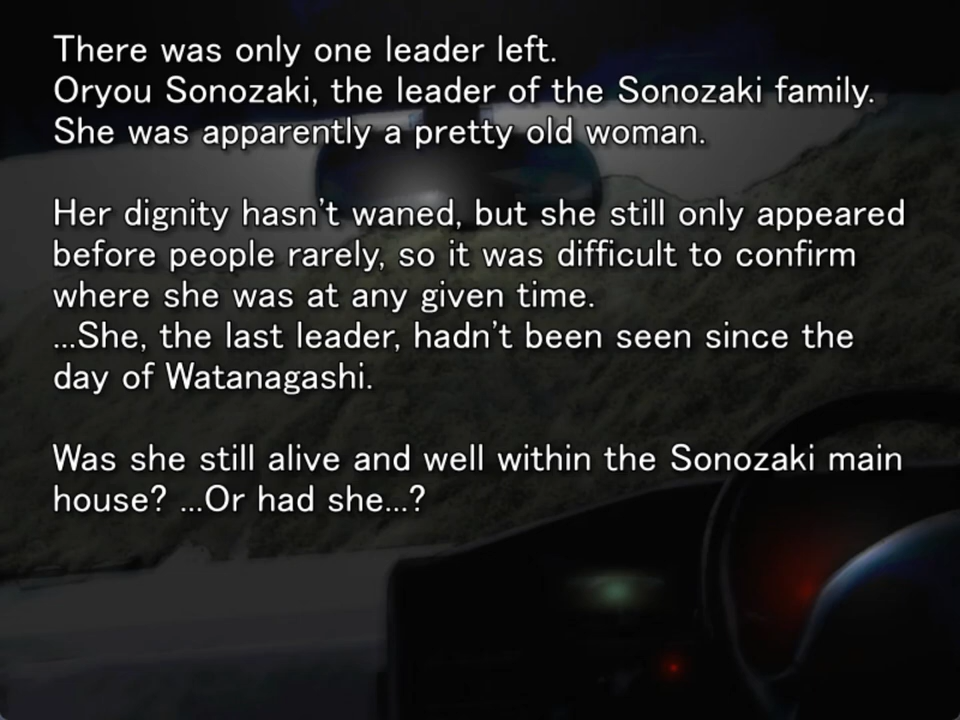 There was only one leader left.
Oryou Sonozaki, the leader of the Sonozaki family.
She was apparently a pretty old woman.
Her dignity hasn't waned, but she still only appeared
before people rarely, so it was difficult to confirm
where she was at any given time.
...She, the last leader, hadn't been seen since the
day of Watanagashi.
Was she still alive and well within the Sonozaki main
house? ...Or had she...?